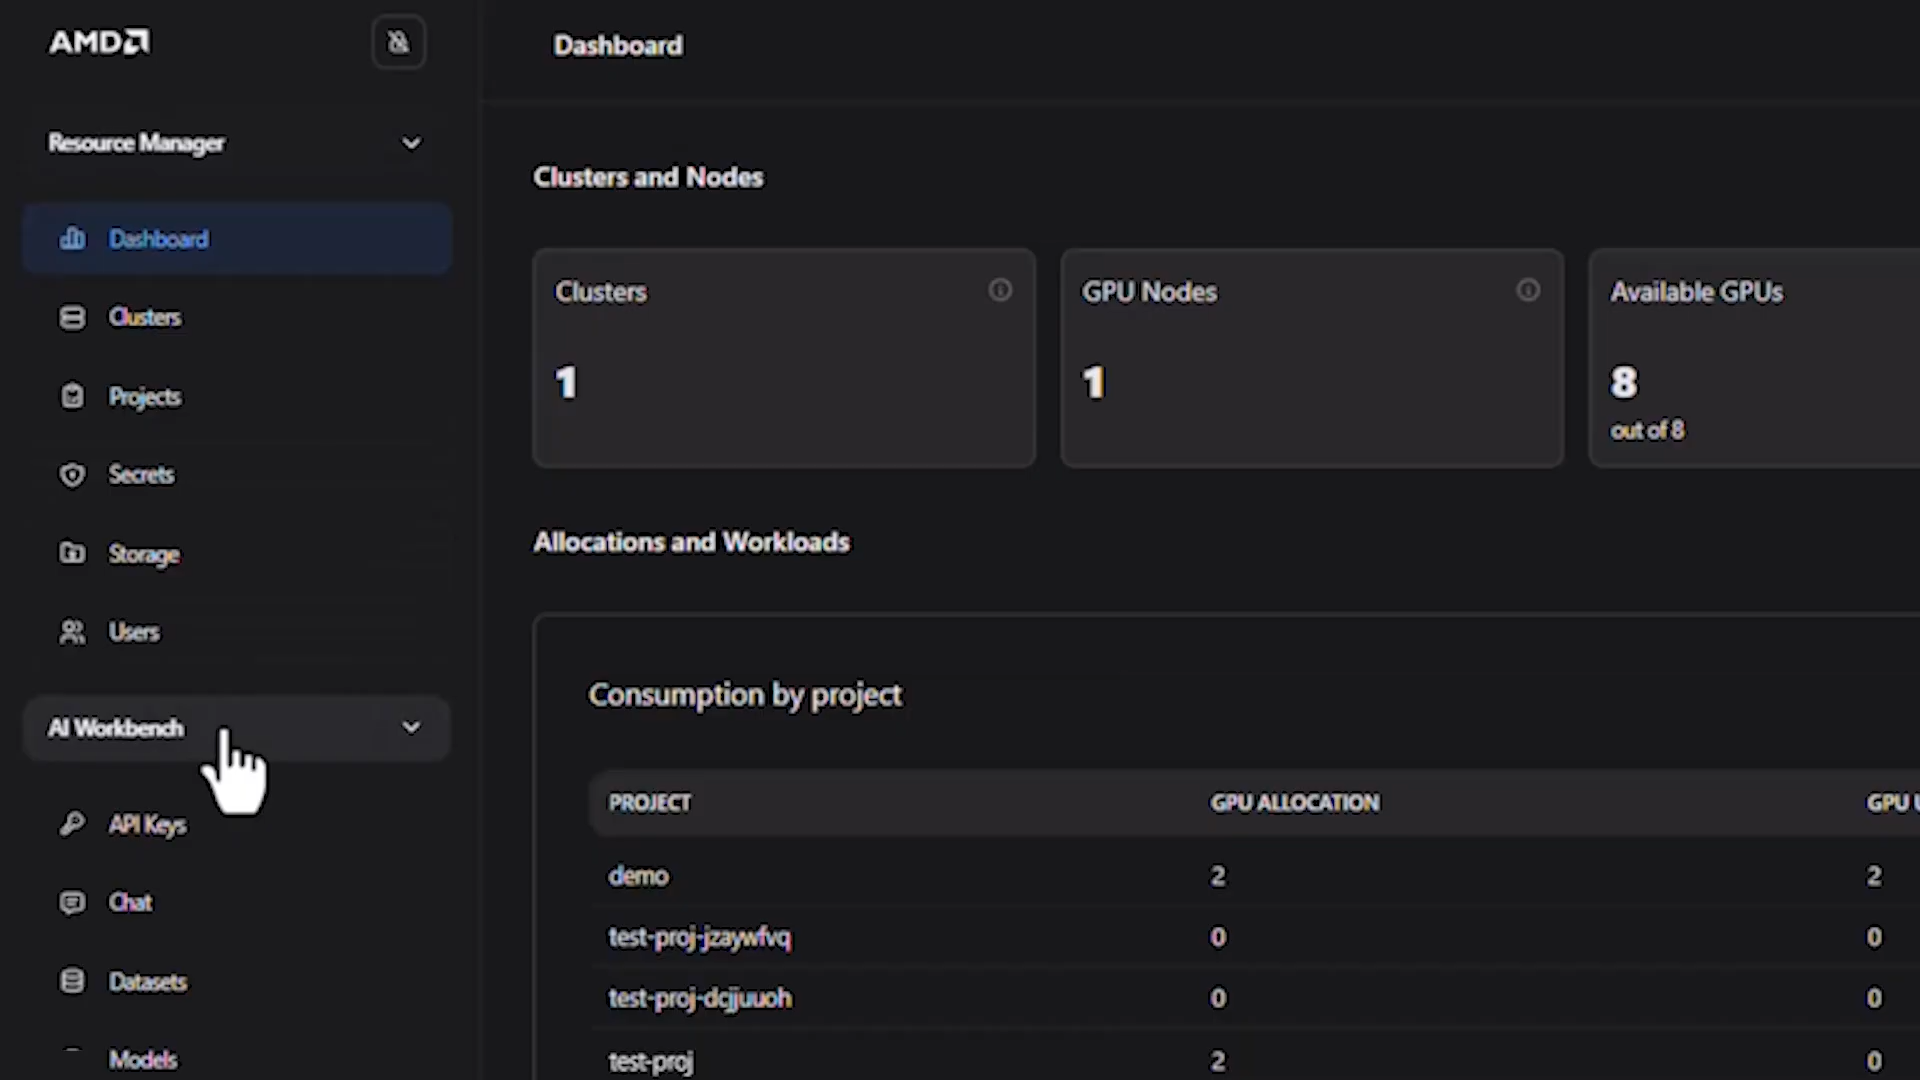 AMD
Dashboard
Resource Manager
Dashboard
Clusters
Projects
Secrets
Storage
Users
AI Workbench
API Keys
Chat
Datasets
Models
Clusters and Nodes
Clusters
1
GPU Nodes
1
Available GPUs
8
out of 8
Allocations and Workloads
Consumption by project
PROJECT GPU ALLOCATION GPU
demo 2 2
test-proj-jzaywfvq 0 0
test-proj-dcjjuuoh 0 0
test-proj 2 0